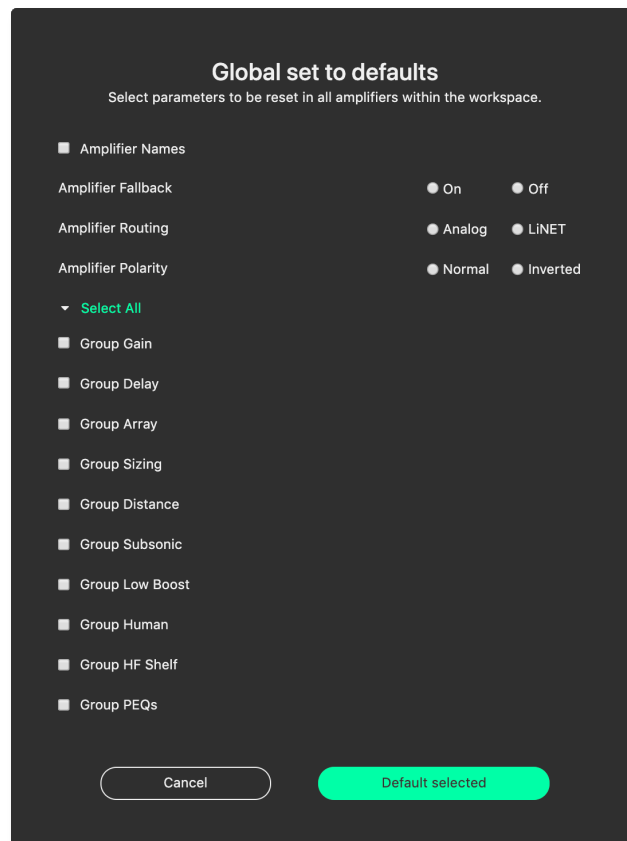 Global set to defaults
Select parameters to be reset in all amplifiers within the workspace.
Amplifier Names
Amplifier Fallback On Off
Amplifier Routing Analog LiNET
Amplifier Polarity Normal Inverted
Select All
Group Gain
Group Delay
Group Array
Group Sizing
Group Distance
Group Subsonic
Group Low Boost
Group Human
Group HF Shelf
Group PEQs
Cancel Default selected